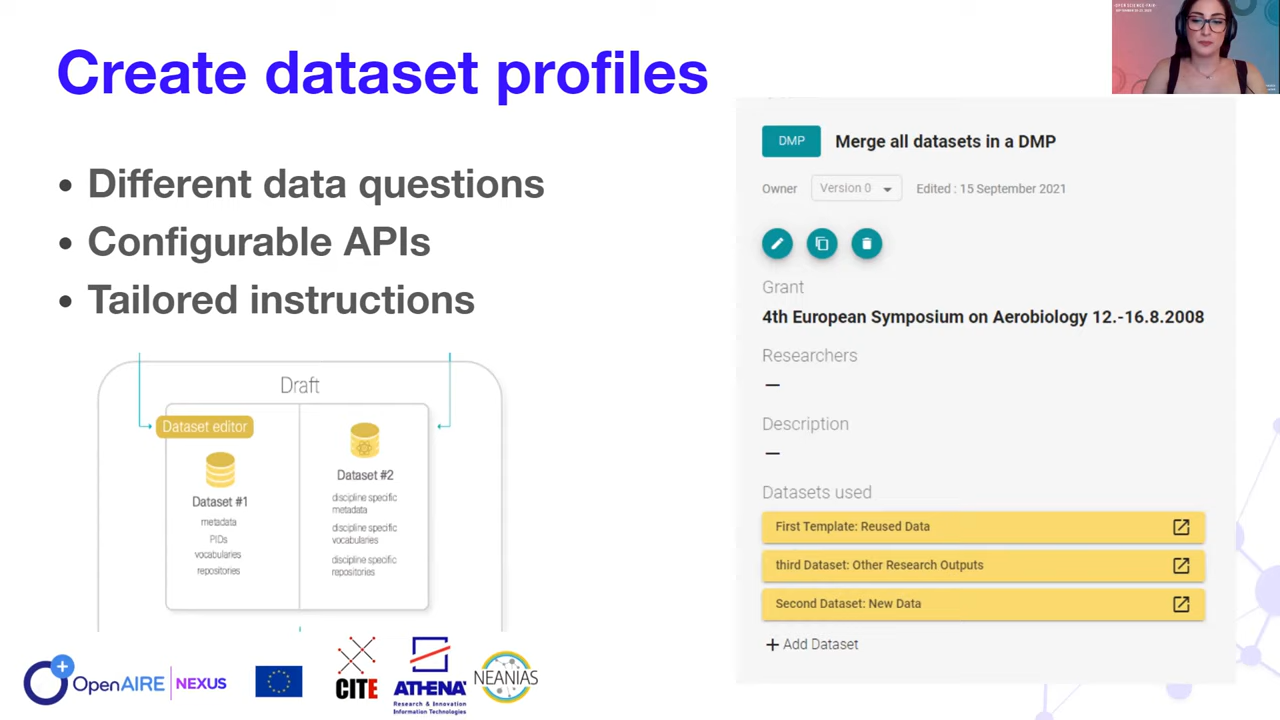 Create dataset profiles
• Different data questions
• Configurable APIs
• Tailored instructions
Draft
Dataset editor
Dataset #1
metadata
PIDs
vocabularies
repositories
Dataset #2
discipline specific
metadata
discipline specific
vocabularies
discipline specific
repositories
OpenAIRE | NEXUS
CITE
ATHENA
Research & Innovation
Information Technologies
NEANIAS
DMP
Merge all datasets in a DMP
Owner Version 0 Edited : 15 September 2021
Grant
4th European Symposium on Aerobiology 12.-16.8.2008
Researchers
—
Description
—
Datasets used
First Template: Reused Data
third Dataset: Other Research Outputs
Second Dataset: New Data
+ Add Dataset